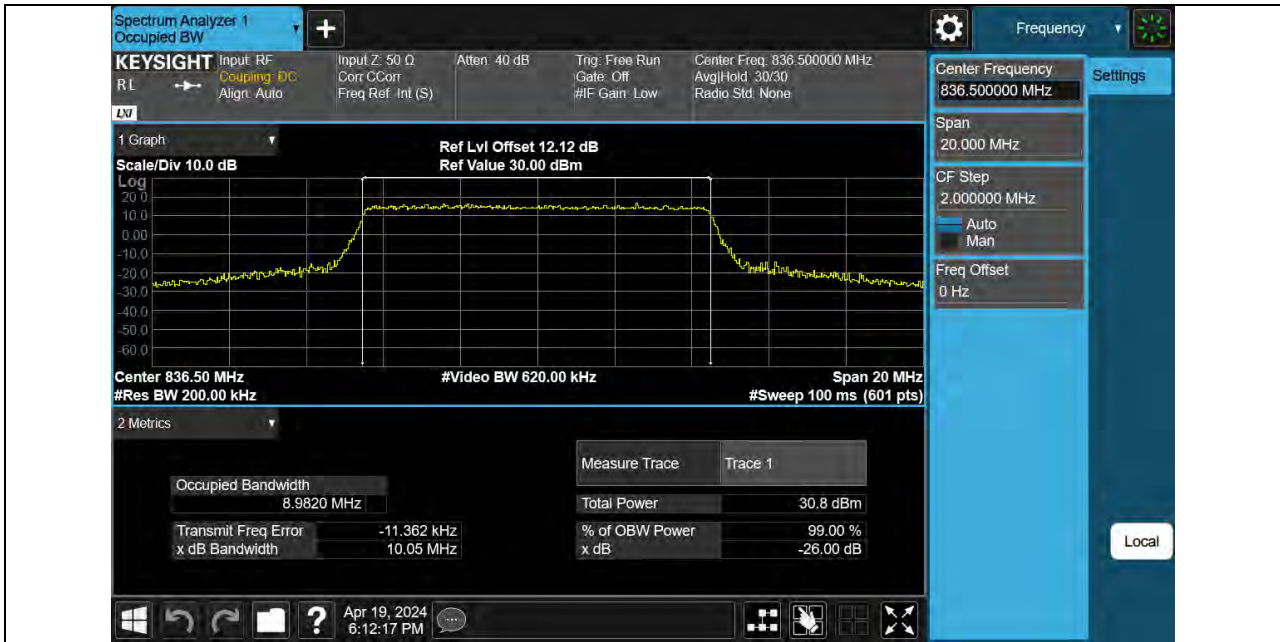 Spectrum Analyzer 1
Occupied BW
+
Frequency
KEYSIGHT
RL
LXI
Input: RF
Coupling: DC
Align: Auto
Input Z: 50 Ω
Corr CCorr
Freq Ref: Int (S)
Atten: 40 dB
Trig: Free Run
Gate: Off
#IF Gain: Low
Center Freq: 836.500000 MHz
Avg|Hold: 30/30
Radio Std: None
Center Frequency
836.500000 MHz
Settings
Span
20.000 MHz
CF Step
2.000000 MHz
Auto
Man
Freq Offset
0 Hz
1 Graph
Ref Lvl Offset 12.12 dB
Scale/Div 10.0 dB
Ref Value 30.00 dBm
Log
20.0
10.0
0.00
-10.0
-20.0
-30.0
-40.0
-50.0
-60.0
Center 836.50 MHz
#Video BW 620.00 kHz
Span 20 MHz
#Res BW 200.00 kHz
#Sweep 100 ms (601 pts)
2 Metrics
Measure Trace
Trace 1
Occupied Bandwidth
8.9820 MHz
Total Power
30.8 dBm
Transmit Freq Error
-11.362 kHz
% of OBW Power
99.00 %
x dB Bandwidth
10.05 MHz
x dB
-26.00 dB
Local
?
Apr 19, 2024
6:12:17 PM